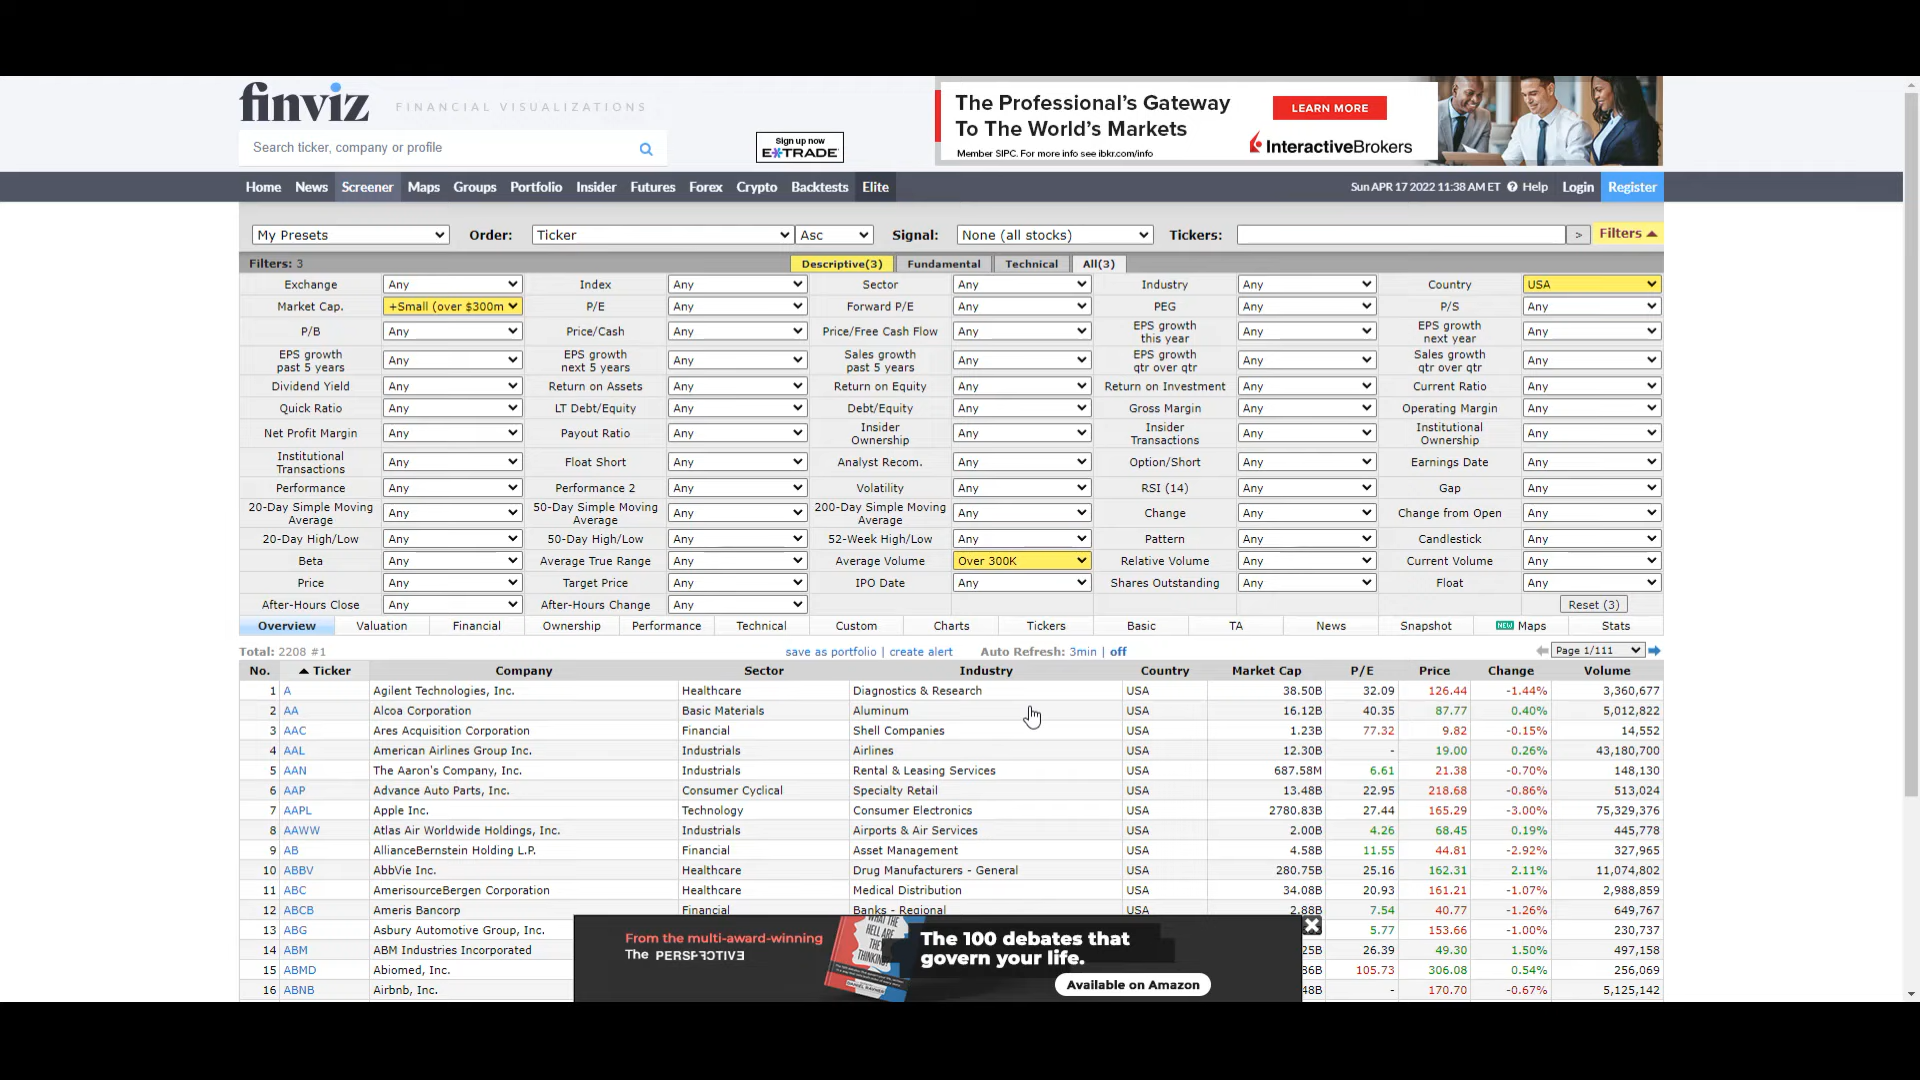 finviz FINANCIAL VISUALIZATIONS
The Professional's Gateway
To The World's Markets
LEARN MORE
InteractiveBrokers
Member SIPC. For more info see ibkr.com/info
Search ticker, company or profile
Sign up now
E*TRADE
Home News Screener Maps Groups Portfolio Insider Futures Forex Crypto Backtests Elite Sun APR 17 2022 11:38 AM ET Help Login Register
My Presets Order: Ticker Asc Signal: None (all stocks) Tickers: > Filters
Filters: 3 Descriptive(3) Fundamental Technical All(3)
Exchange Any Index Any Sector Any Industry Any Country USA
Market Cap. +Small (over $300m P/E Any Forward P/E Any PEG Any P/S Any
P/B Any Price/Cash Any Price/Free Cash Flow Any EPS growth this year Any EPS growth next year Any
EPS growth past 5 years Any EPS growth next 5 years Any Sales growth past 5 years Any EPS growth qtr over qtr Any Sales growth qtr over qtr Any
Dividend Yield Any Return on Assets Any Return on Equity Any Return on Investment Any Current Ratio Any
Quick Ratio Any LT Debt/Equity Any Debt/Equity Any Gross Margin Any Operating Margin Any
Net Profit Margin Any Payout Ratio Any Insider Ownership Any Insider Transactions Any Institutional Ownership Any
Institutional Transactions Any Float Short Any Analyst Recom. Any Option/Short Any Earnings Date Any
Performance Any Performance 2 Any Volatility Any RSI (14) Any Gap Any
20-Day Simple Moving Average Any 50-Day Simple Moving Average Any 200-Day Simple Moving Average Any Change Any Change from Open Any
20-Day High/Low Any 50-Day High/Low Any 52-Week High/Low Any Pattern Any Candlestick Any
Beta Any Average True Range Any Average Volume Over 300K Relative Volume Any Current Volume Any
Price Any Target Price Any IPO Date Any Shares Outstanding Any Float Any
After-Hours Close Any After-Hours Change Any Reset (3)
Overview Valuation Financial Ownership Performance Technical Custom Charts Tickers Basic TA News Snapshot NEW Maps Stats
Total: 2208 #1 save as portfolio | create alert Auto Refresh: 3min | off Page 1/111
No. Ticker Company Sector Industry Country Market Cap P/E Price Change Volume
1 A Agilent Technologies, Inc. Healthcare Diagnostics & Research USA 38.50B 32.09 126.44 -1.44% 3,360,677
2 AA Alcoa Corporation Basic Materials Aluminum USA 16.12B 40.35 87.77 0.40% 5,012,822
3 AAC Ares Acquisition Corporation Financial Shell Companies USA 1.23B 77.32 9.82 -0.15% 14,552
4 AAL American Airlines Group Inc. Industrials Airlines USA 12.30B - 19.00 0.26% 43,180,700
5 AAN The Aaron's Company, Inc. Industrials Rental & Leasing Services USA 687.58M 6.61 21.38 -0.70% 148,130
6 AAP Advance Auto Parts, Inc. Consumer Cyclical Specialty Retail USA 13.48B 22.95 218.68 -0.86% 513,024
7 AAPL Apple Inc. Technology Consumer Electronics USA 2780.83B 27.44 165.29 -3.00% 75,329,376
8 AAWW Atlas Air Worldwide Holdings, Inc. Industrials Airports & Air Services USA 2.00B 4.26 68.45 0.19% 445,778
9 AB AllianceBernstein Holding L.P. Financial Asset Management USA 4.58B 11.55 44.81 -2.92% 327,965
10 ABBV AbbVie Inc. Healthcare Drug Manufacturers - General USA 280.75B 25.16 162.31 2.11% 11,074,802
11 ABC AmerisourceBergen Corporation Healthcare Medical Distribution USA 34.08B 20.93 161.21 -1.07% 2,988,859
12 ABCB Ameris Bancorp Financial Banks - Regional USA 2.88B 7.54 40.77 -1.26% 649,767
13 ABG Asbury Automotive Group, Inc. 5.77 153.66 -1.00% 230,737
14 ABM ABM Industries Incorporated 25B 26.39 49.30 1.50% 497,158
15 ABMD Abiomed, Inc. 36B 105.73 306.08 0.54% 256,069
16 ABNB Airbnb, Inc. 48B - 170.70 -0.67% 5,125,142
From the multi-award-winning
The PERSPECTIVE
WHAT THE HELL ARE THE THINKING?
The 100 debates that
govern your life.
Available on Amazon